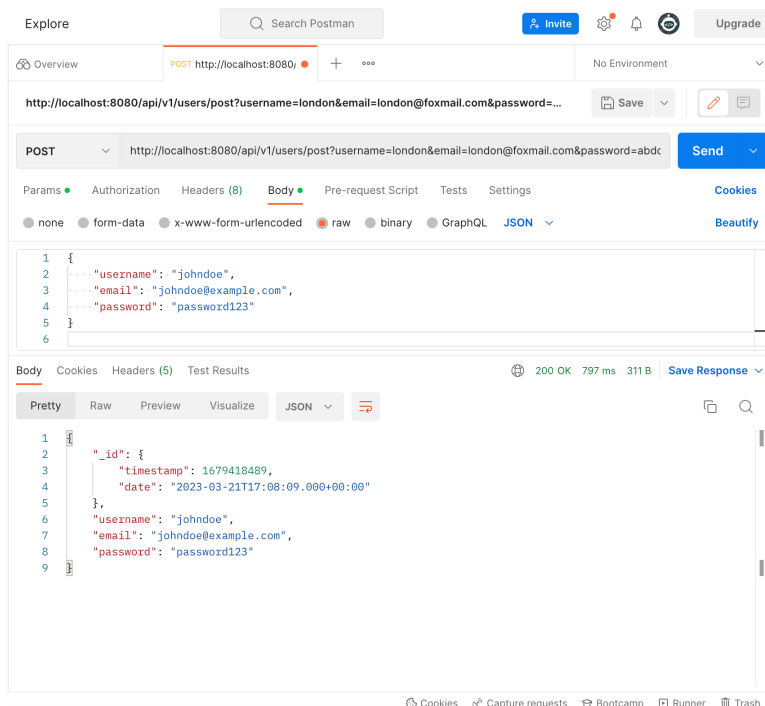 Explore
Search Postman
Invite
Upgrade
Overview
POST http://localhost:8080/
No Environment
http://localhost:8080/api/v1/users/post?username=london&email=london@foxmail.com&password=...
Save
POST
http://localhost:8080/api/v1/users/post?username=london&email=london@foxmail.com&password=abdc
Send
Params Authorization Headers (8) Body Pre-request Script Tests Settings Cookies
none form-data x-www-form-urlencoded raw binary GraphQL JSON Beautify
1 {
2 "username": "johndoe",
3 "email": "johndoe@example.com",
4 "password": "password123"
5 }
6
Body Cookies Headers (5) Test Results 200 OK 797 ms 311 B Save Response
Pretty Raw Preview Visualize JSON
1 {
2 "_id": {
3 "timestamp": 1679418489,
4 "date": "2023-03-21T17:08:09.000+00:00"
5 },
6 "username": "johndoe",
7 "email": "johndoe@example.com",
8 "password": "password123"
9 }
Cookies Capture requests Bootcamp Runner Trash